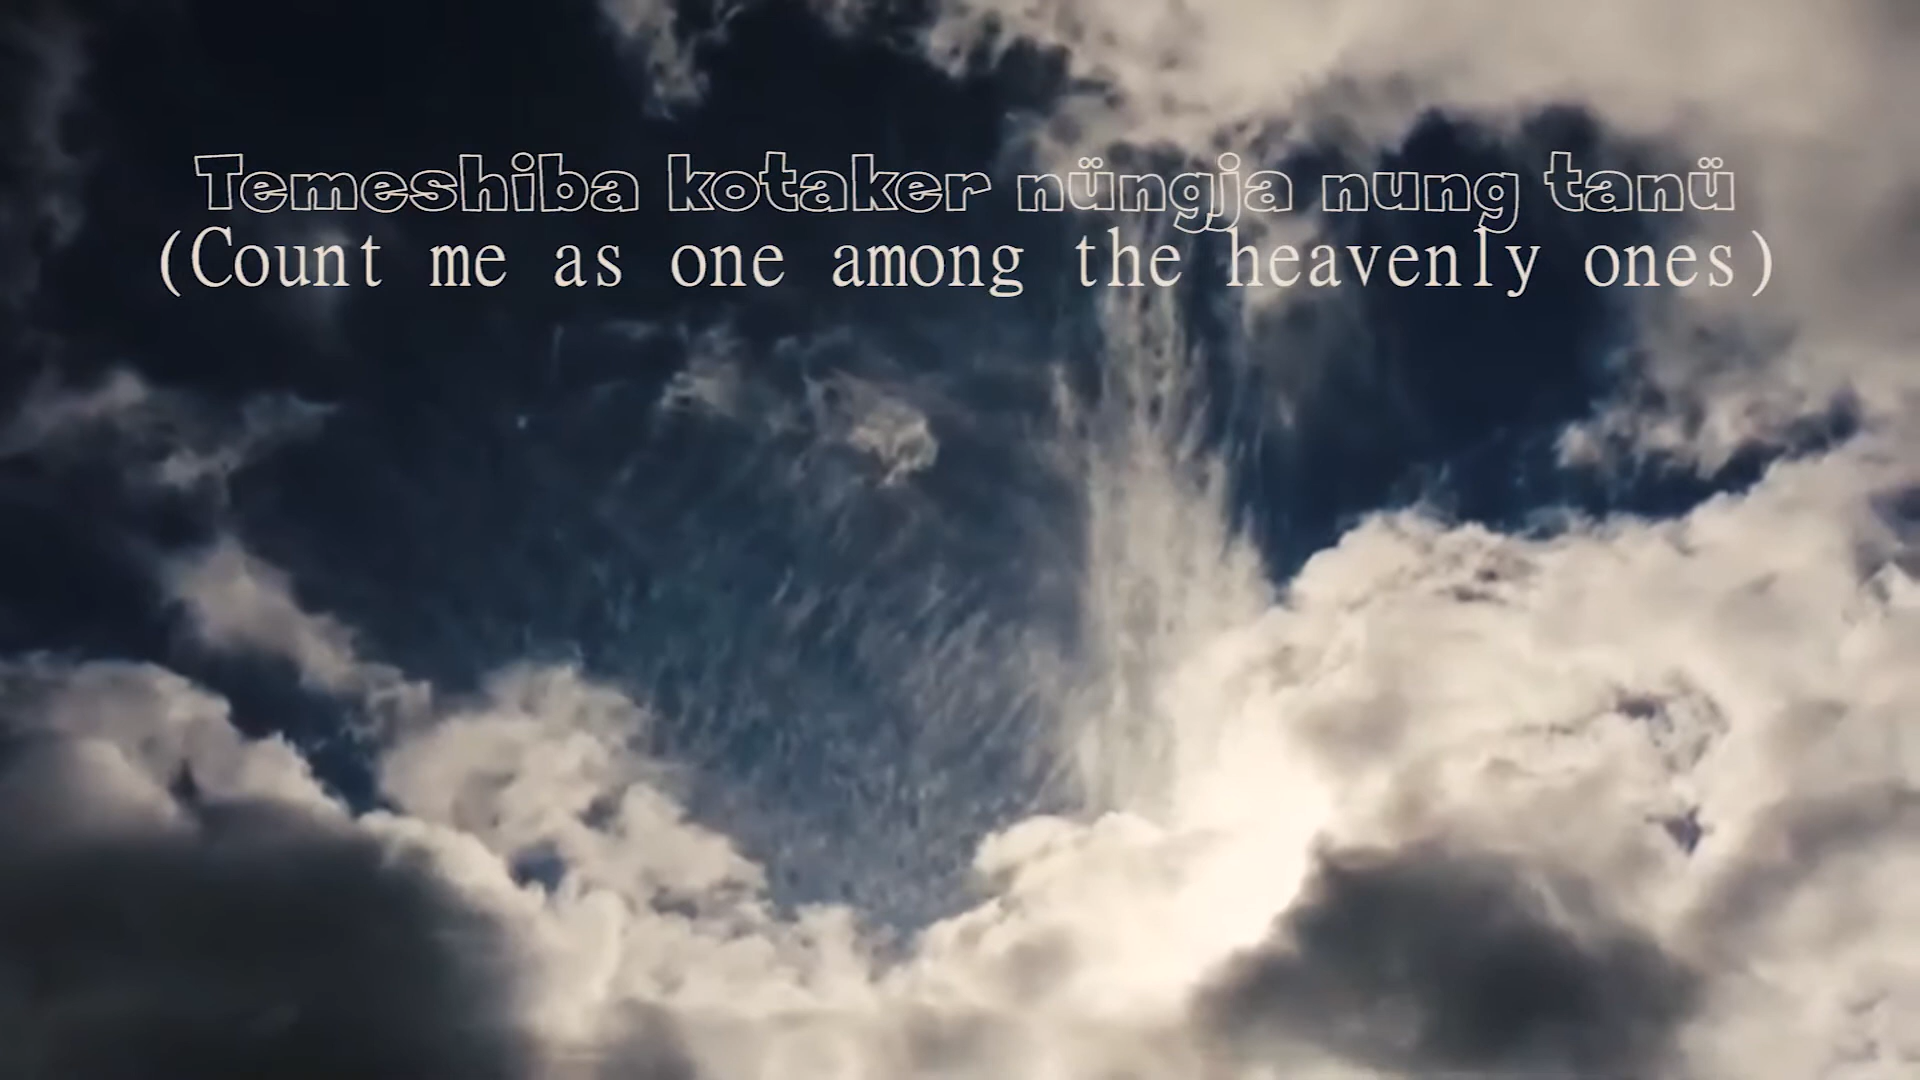 Temeshiba kotaker nüngja nung tanü
(Count me as one among the heavenly ones)